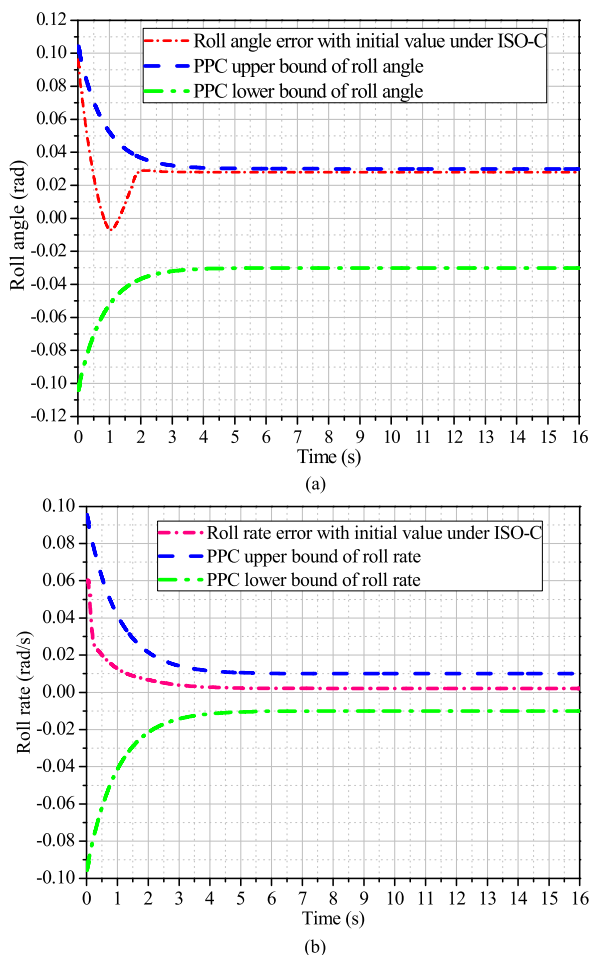 Roll angle error with initial value under ISO-C
PPC upper bound of roll angle
PPC lower bound of roll angle
0.12
0.10
0.08
0.06
0.04
0.02
0.00
-0.02
-0.04
-0.06
-0.08
-0.10
-0.12
Roll angle (rad)
0 1 2 3 4 5 6 7 8 9 10 11 12 13 14 15 16
Time (s)
(a)
Roll rate error with initial value under ISO-C
PPC upper bound of roll rate
PPC lower bound of roll rate
0.10
0.08
0.06
0.04
0.02
0.00
-0.02
-0.04
-0.06
-0.08
-0.10
Roll rate (rad/s)
0 1 2 3 4 5 6 7 8 9 10 11 12 13 14 15 16
Time (s)
(b)